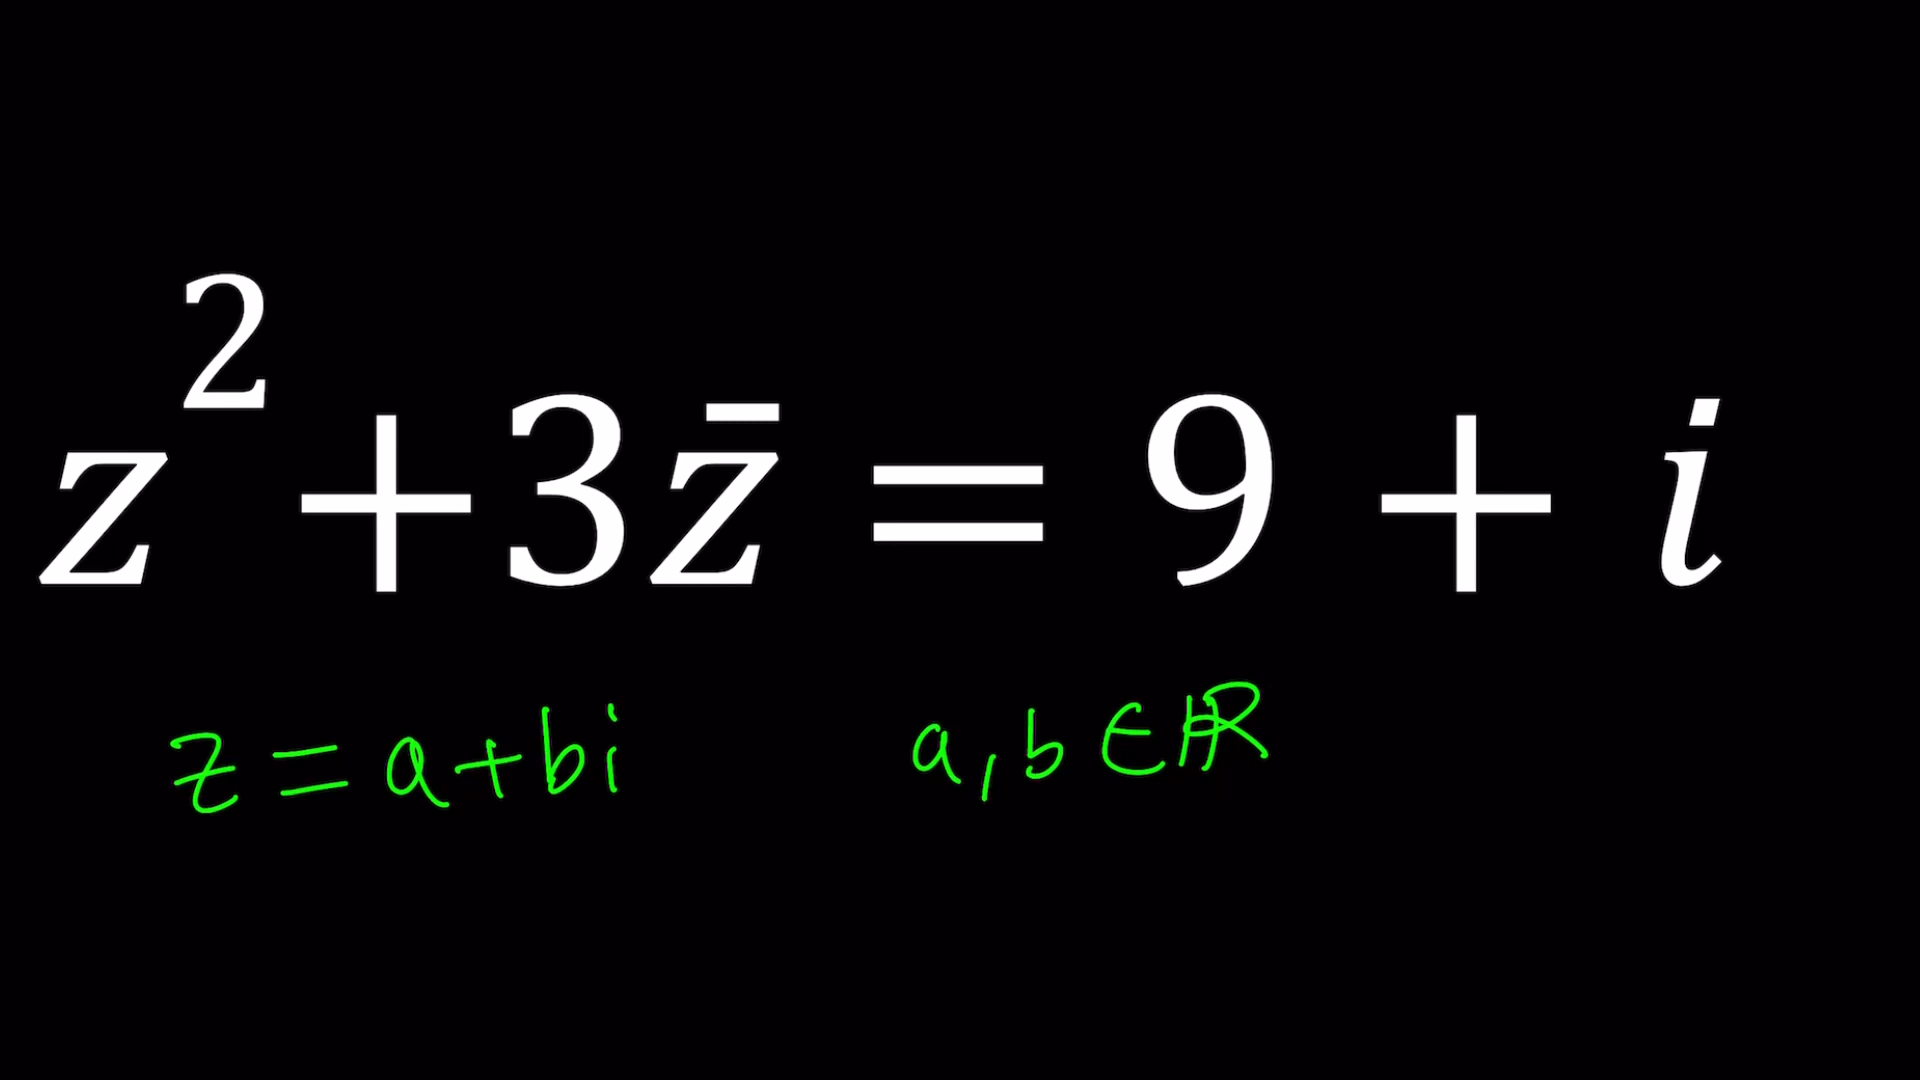 z²+3z̄ = 9 + i
z = a+bi a,b ∈ ℝ